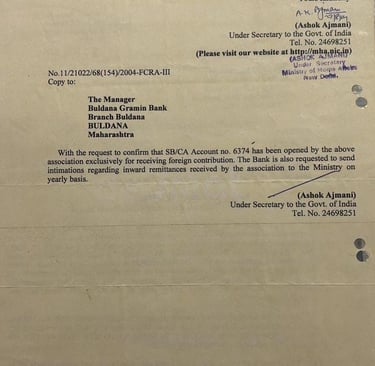 (Ashok Ajmani)
Under Secretary to the Govt. of India
Tel. No. 24698251
(Please visit our website at http://mha.nic.in)
(ASHOK AJMANI)
Under Secretary
Ministry of Home Affairs
New Delhi.
No.11/21022/68(154)/2004-FCRA-III
Copy to:
The Manager
Buldana Gramin Bank
Branch Buldana
BULDANA
Maharashtra
With the request to confirm that SB/CA Account no. 6374 has been opened by the above
association exclusively for receiving foreign contribution. The Bank is also requested to send
intimations regarding inward remittances received by the association to the Ministry on
yearly basis.
(Ashok Ajmani)
Under Secretary to the Govt. of India
Tel. No. 24698251